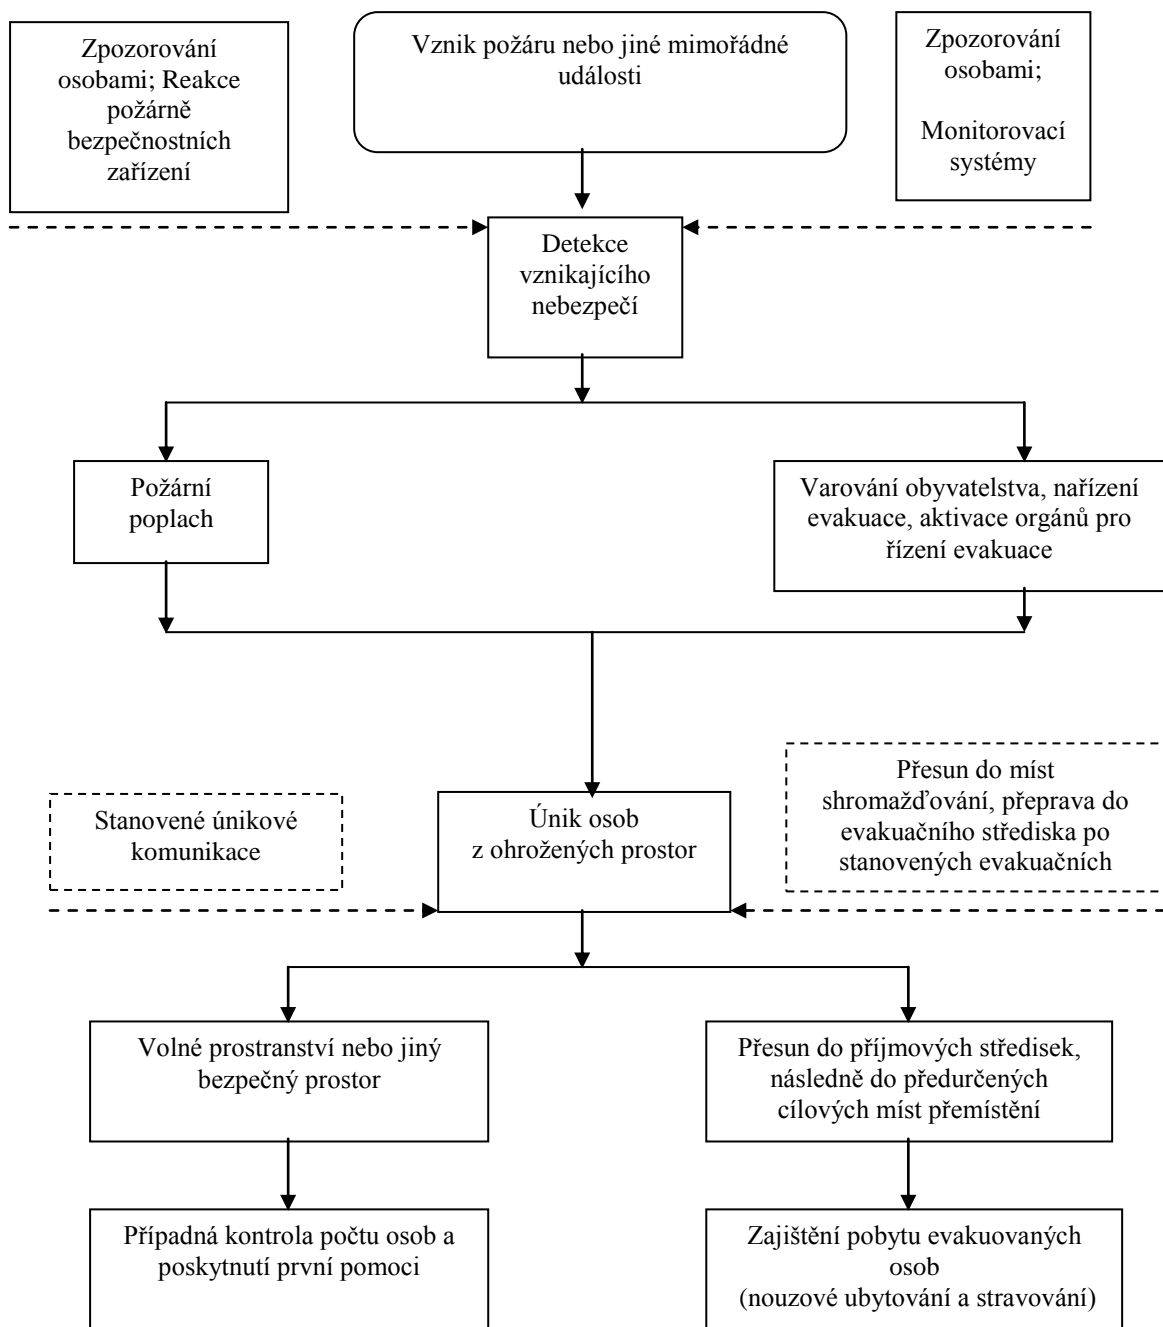 Zpozorování
osobami; Reakce
požárně
bezpečnostních
zařízení
Vznik požáru nebo jiné mimořádné
události
Zpozorování
osobami;
Monitorovací
systémy
Detekce
vznikajícího
nebezpečí
Požární
poplach
Varování obyvatelstva, nařízení
evakuace, aktivace orgánů pro
řízení evakuace
Stanovené únikové
komunikace
Únik osob
z ohrožených prostor
Přesun do míst
shromažďování, přeprava do
evakuačního střediska po
stanovených evakuačních
Volné prostranství nebo jiný
bezpečný prostor
Přesun do příjmových středisek,
následně do předurčených
cílových míst přemístění
Případná kontrola počtu osob a
poskytnutí první pomoci
Zajištění pobytu evakuovaných
osob
(nouzové ubytování a stravování)